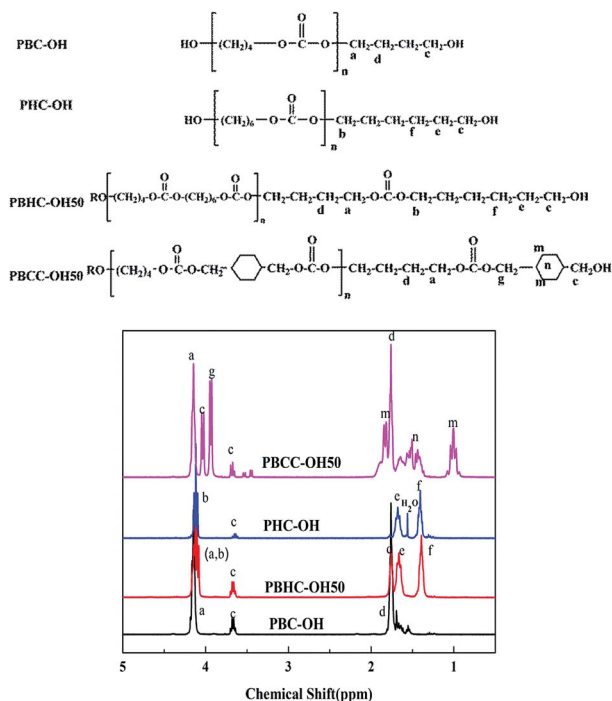 PBC-OH
HO (CH₂)₄ O C O O CH₂-CH₂-CH₂-CH₂-OH
n a d c
PHC-OH
HO (CH₂)₆ O C O O CH₂-CH₂-CH₂-CH₂-CH₂-CH₂-OH
n b f e c
PBHC-OH50
RO (CH₂)₄-O-C-O-(CH₂)₆-O-C-O O O CH₂-CH₂-CH₂-CH₂-O-C-O-CH₂-CH₂-CH₂-CH₂-CH₂-CH₂-OH O
n d a b f e c
PBCC-OH50
RO (CH₂)₄-O-C-O-CH₂ CH₂-O-C-O O O CH₂-CH₂-CH₂-CH₂-O-C-O-CH₂ O m n m CH₂OH
n d a g c
a c g c m d n m
PBCC-OH50
b c e H₂O f
PHC-OH
(a,b) c d e f
PBHC-OH50
a c d
PBC-OH
5 4 3 2 1
Chemical Shift(ppm)